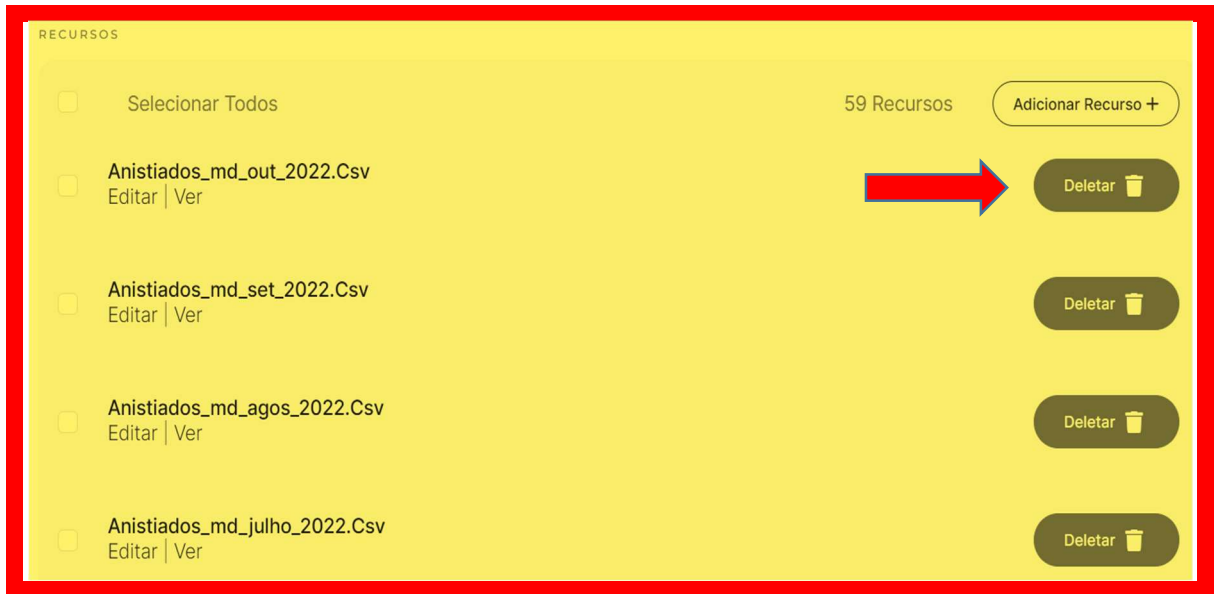 RECURSOS
Selecionar Todos 59 Recursos Adicionar Recurso +
Anistiados_md_out_2022.Csv
Editar | Ver Deletar
Anistiados_md_set_2022.Csv
Editar | Ver Deletar
Anistiados_md_agos_2022.Csv
Editar | Ver Deletar
Anistiados_md_julho_2022.Csv
Editar | Ver Deletar